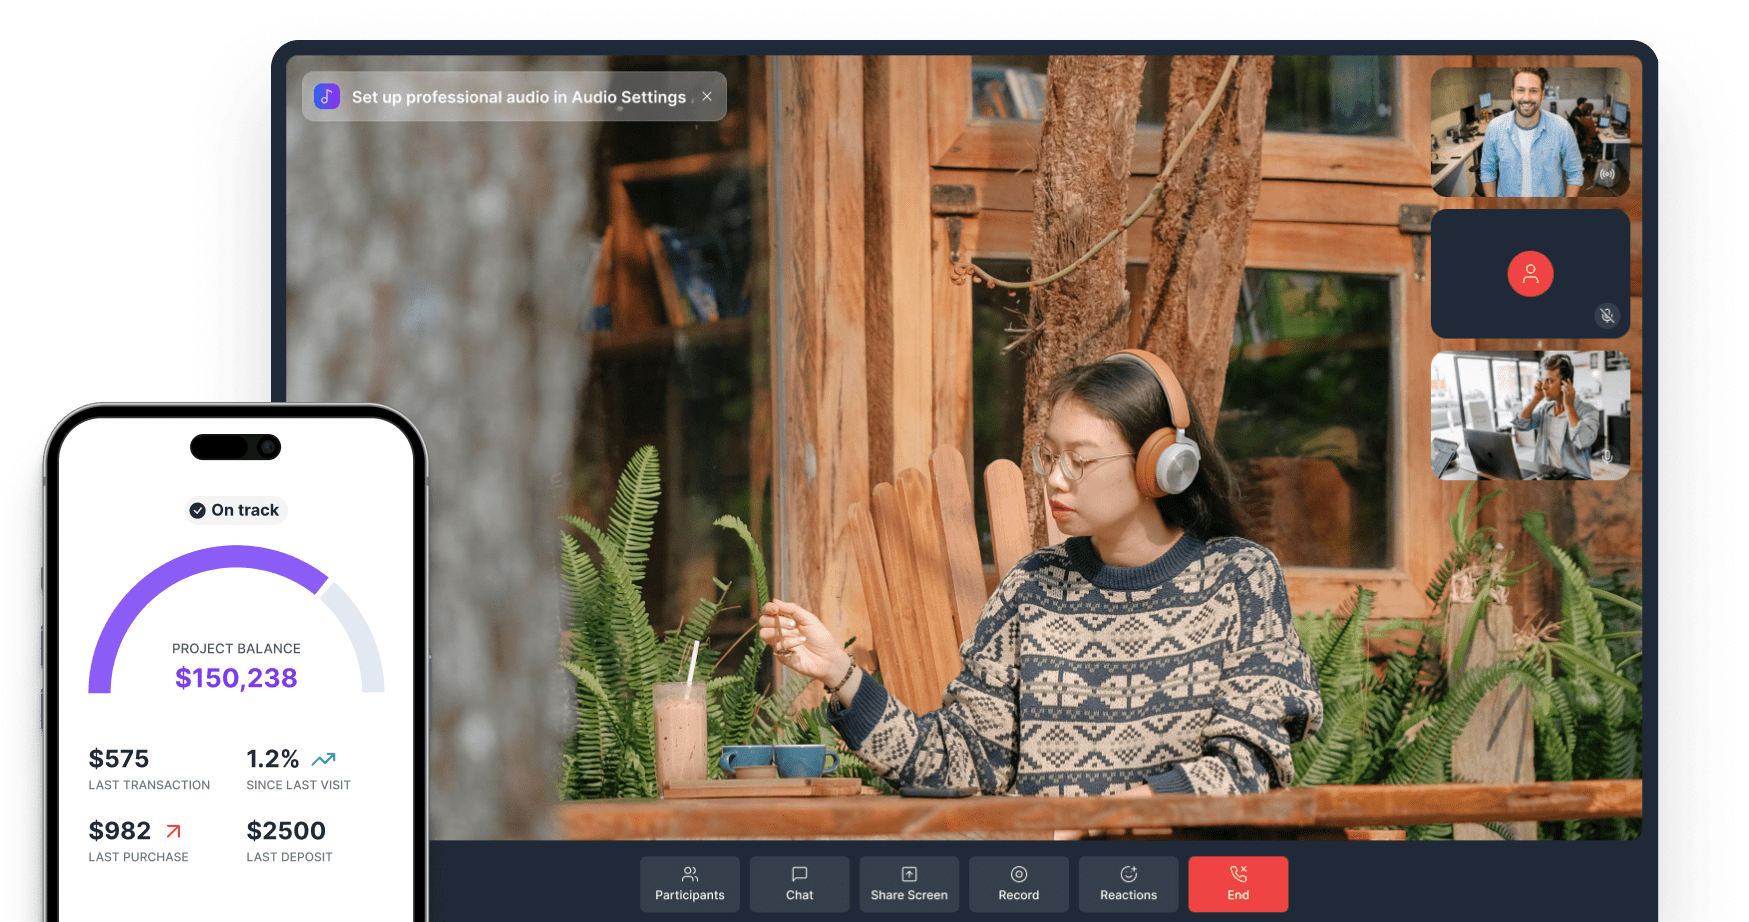 Set up professional audio in Audio Settings
On track
PROJECT BALANCE
$150,238
$575
LAST TRANSACTION
1.2%
SINCE LAST VISIT
$982
LAST PURCHASE
$2500
LAST DEPOSIT
Participants
Chat
Share Screen
Record
Reactions
End